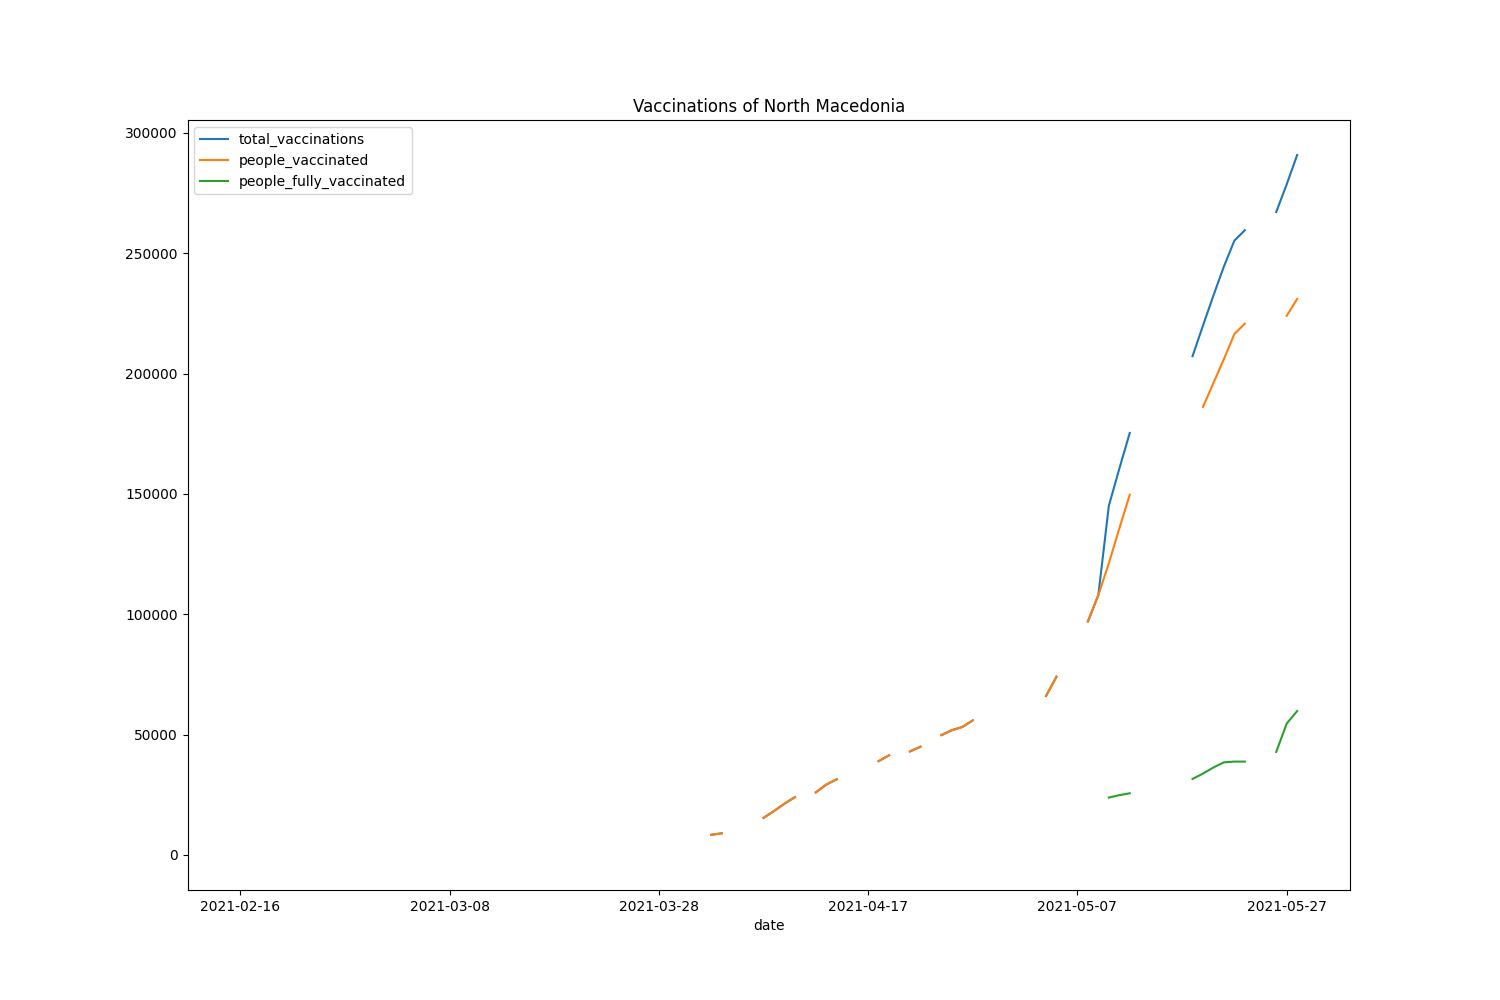 Vaccinations of North Macedonia
total_vaccinations
people_vaccinated
people_fully_vaccinated
300000
250000
200000
150000
100000
50000
0
2021-02-16
2021-03-08
2021-03-28
2021-04-17
2021-05-07
2021-05-27
date